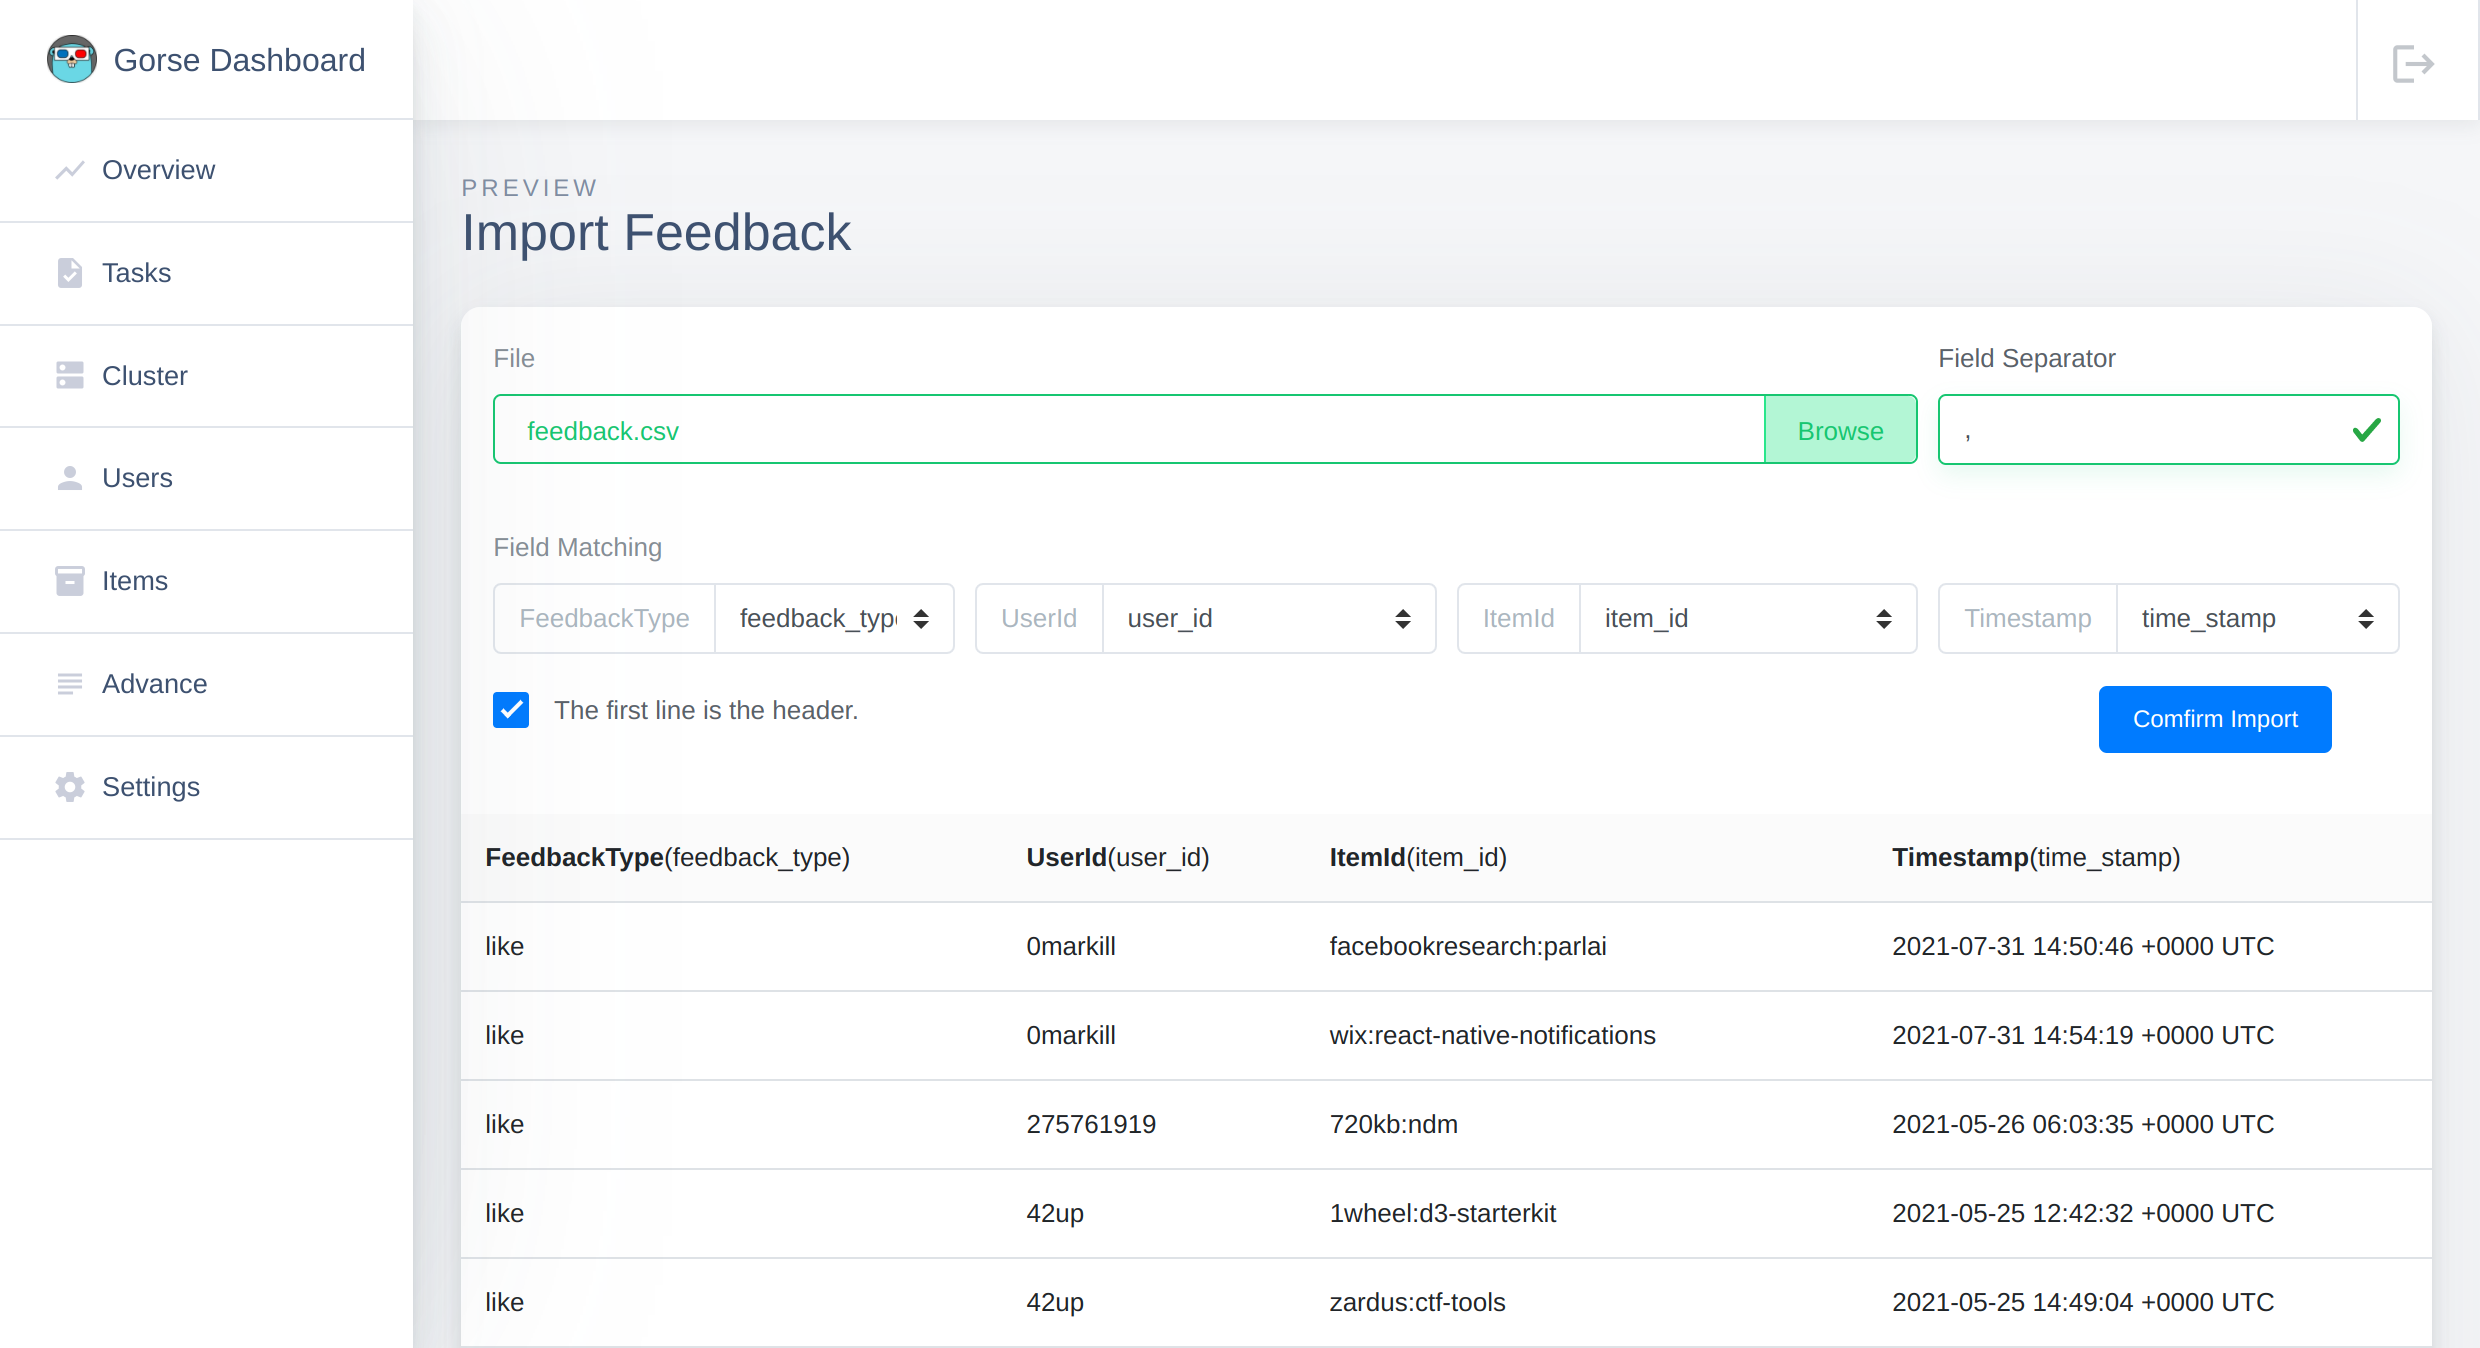 Gorse Dashboard
Overview
Tasks
Cluster
Users
Items
Advance
Settings
PREVIEW
Import Feedback
File
Field Separator
feedback.csv
Browse
,
Field Matching
FeedbackType feedback_typ
UserId user_id
ItemId item_id
Timestamp time_stamp
The first line is the header.
Comfirm Import
FeedbackType(feedback_type) UserId(user_id) ItemId(item_id) Timestamp(time_stamp)
like 0markill facebookresearch:parlai 2021-07-31 14:50:46 +0000 UTC
like 0markill wix:react-native-notifications 2021-07-31 14:54:19 +0000 UTC
like 275761919 720kb:ndm 2021-05-26 06:03:35 +0000 UTC
like 42up 1wheel:d3-starterkit 2021-05-25 12:42:32 +0000 UTC
like 42up zardus:ctf-tools 2021-05-25 14:49:04 +0000 UTC